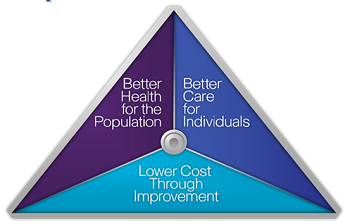 Better
Health
for the
Population
Better
Care
for
Individuals
Lower Cost
Through
Improvement